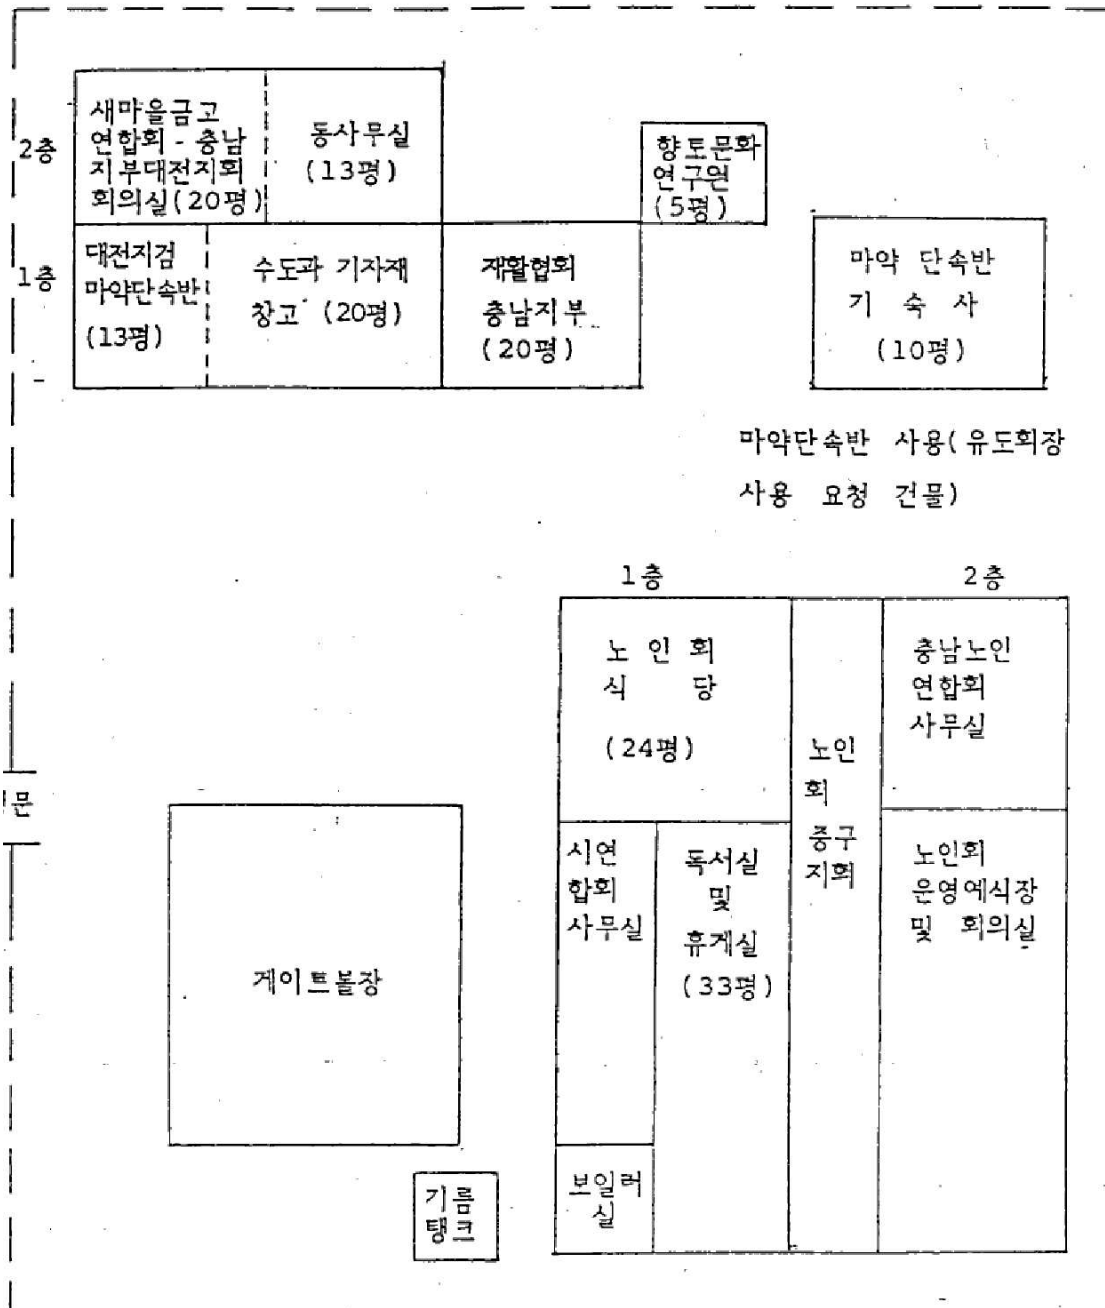 2층
새마을금고
연합회 - 충남
지부대전지회
회의실(20평)
동사무실
(13평)
향토문화
연구원
(5평)
1층
대전지검
마약단속반
(13평)
수도과 기자재
창고 (20평)
재활협회
충남지부
(20평)
마약 단속반
기 숙 사
(10평)
마약단속반 사용(유도회장
사용 요청 건물)
1층
2층
노 인 회
식 당
(24평)
노인
회
중구
지회
충남노인
연합회
사무실
문
시연
합회
사무실
독서실
및
휴게실
(33평)
노인회
운영예식장
및 회의실
게이트볼장
보일러
실
기름
탱크